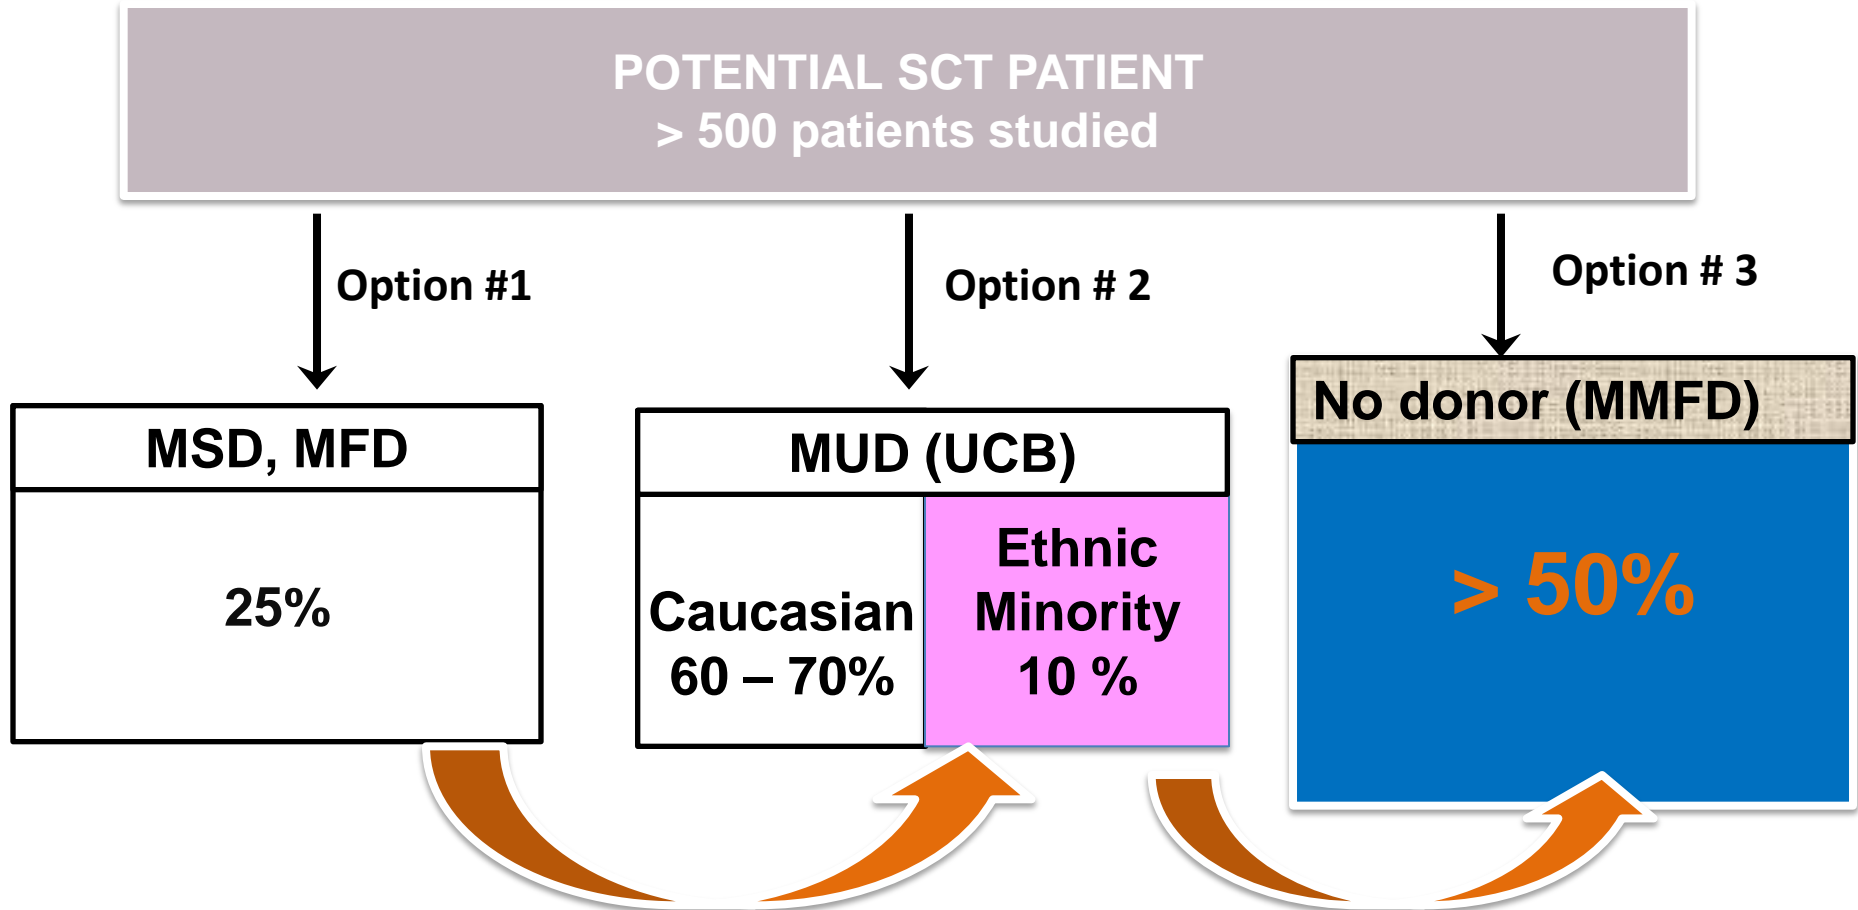 POTENTIAL SCT PATIENT
> 500 patients studied
Option #1
Option # 2
Option # 3
MSD, MFD
25%
MUD (UCB)
Caucasian
60 – 70%
Ethnic
Minority
10 %
No donor (MMFD)
> 50%